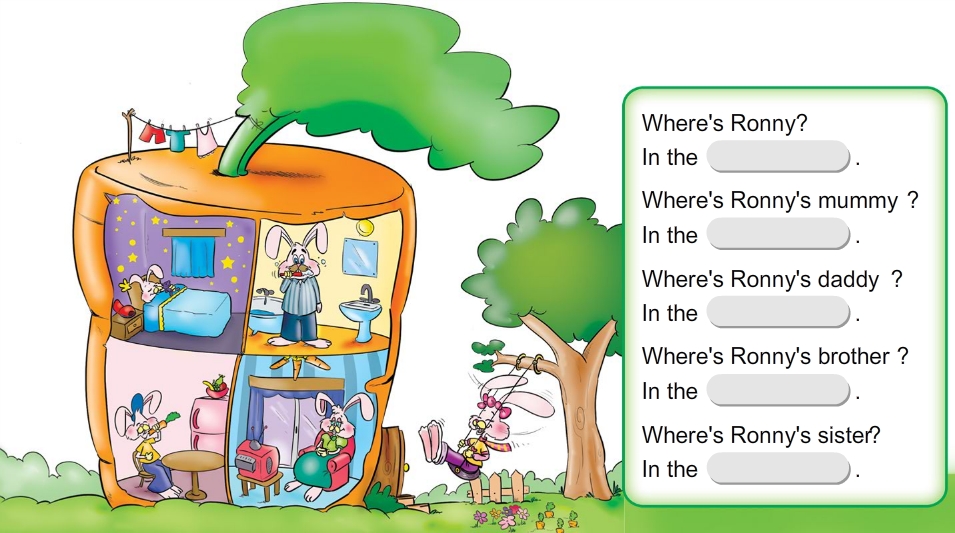 Where's Ronny?
In the .
Where's Ronny's mummy ?
In the .
Where's Ronny's daddy ?
In the .
Where's Ronny's brother ?
In the .
Where's Ronny's sister?
In the .